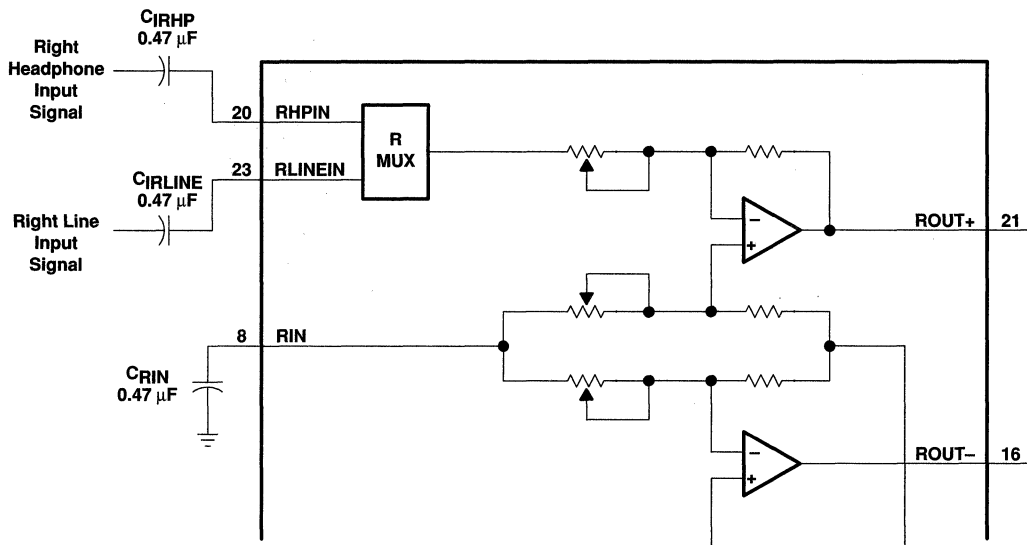 CIRHP
0.47 µF
Right
Headphone
Input
Signal
20 RHPIN
R
MUX
23 RLINEIN
CIRLINE
0.47 µF
Right Line
Input
Signal
−
+
ROUT+ 21
8 RIN
CRIN
0.47 µF
−
+
ROUT− 16